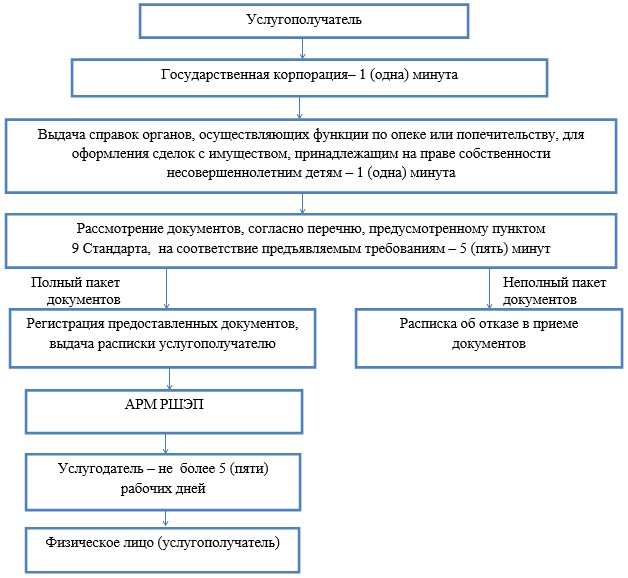 Услугополучатель
Государственная корпорация– 1 (одна) минута
Выдача справок органов, осуществляющих функции по опеке или попечительству, для
оформления сделок с имуществом, принадлежащим на праве собственности
несовершеннолетним детям – 1 (одна) минута
Рассмотрение документов, согласно перечню, предусмотренному пунктом
9 Стандарта, на соответствие предъявляемым требованиям – 5 (пять) минут
Полный пакет
документов
Неполный пакет
документов
Регистрация предоставленных документов,
выдача расписки услугополучателю
Расписка об отказе в приеме
документов
АРМ РШЭП
Услугодатель – не более 5 (пяти)
рабочих дней
Физическое лицо (услугополучатель)